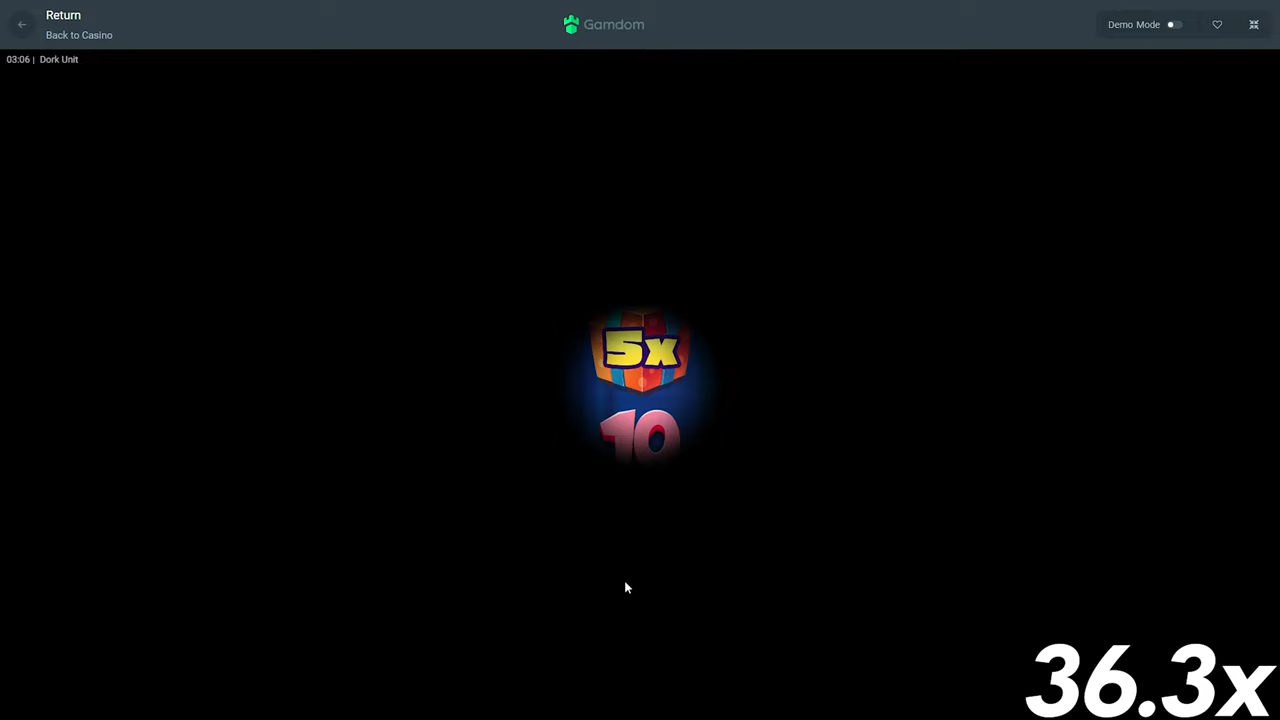 Return
Back to Casino
Gamdom
Demo Mode
03:06 | Dork Unit
5x
10
36.3x